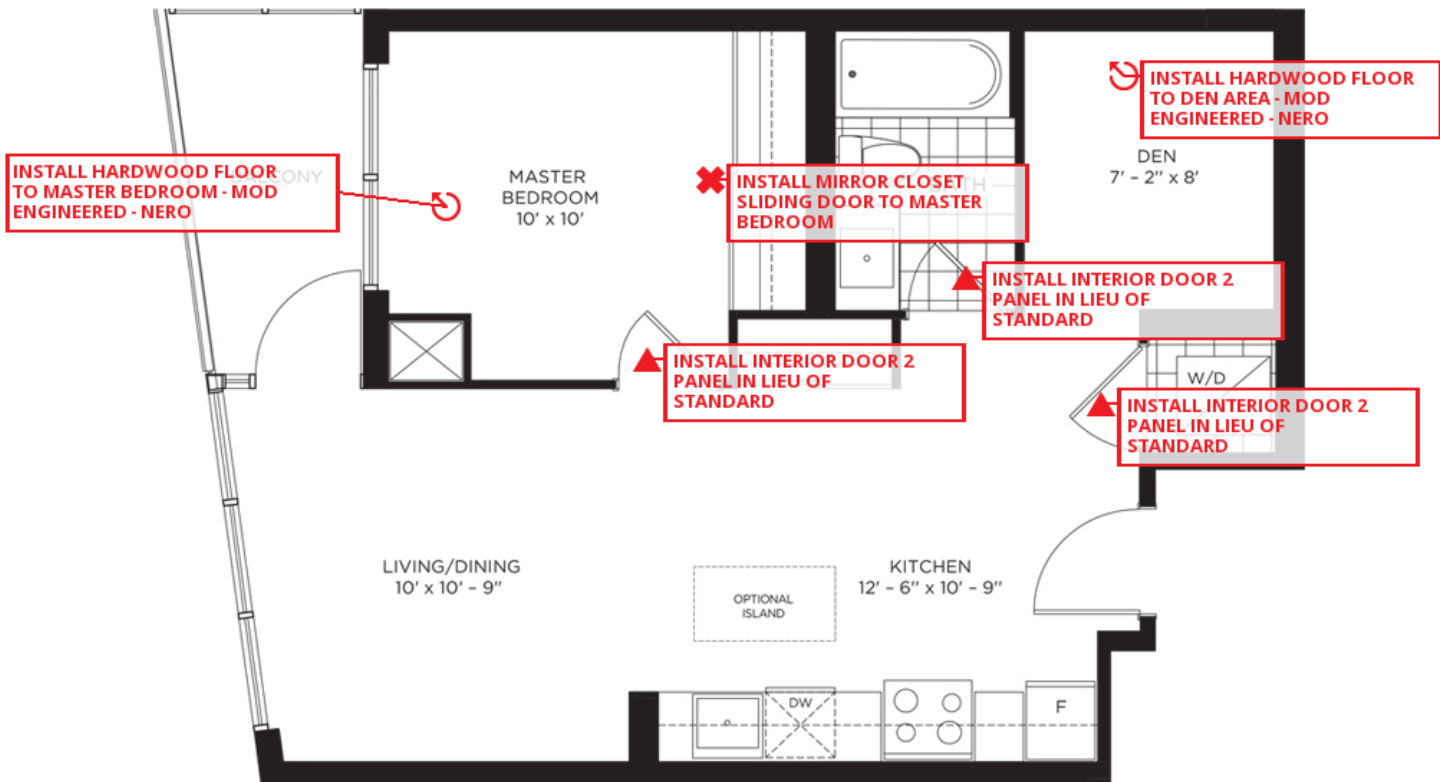 INSTALL HARDWOOD FLOOR
TO MASTER BEDROOM - MOD
ENGINEERED - NERO
BALCONY
MASTER
BEDROOM
10' x 10'
INSTALL MIRROR CLOSET
SLIDING DOOR TO MASTER
BEDROOM
BATH
INSTALL HARDWOOD FLOOR
TO DEN AREA - MOD
ENGINEERED - NERO
DEN
7' – 2" x 8'
INSTALL INTERIOR DOOR 2
PANEL IN LIEU OF
STANDARD
INSTALL INTERIOR DOOR 2
PANEL IN LIEU OF
STANDARD
W/D
INSTALL INTERIOR DOOR 2
PANEL IN LIEU OF
STANDARD
LIVING/DINING
10' x 10' – 9"
OPTIONAL
ISLAND
KITCHEN
12' – 6" x 10' – 9"
DW
F